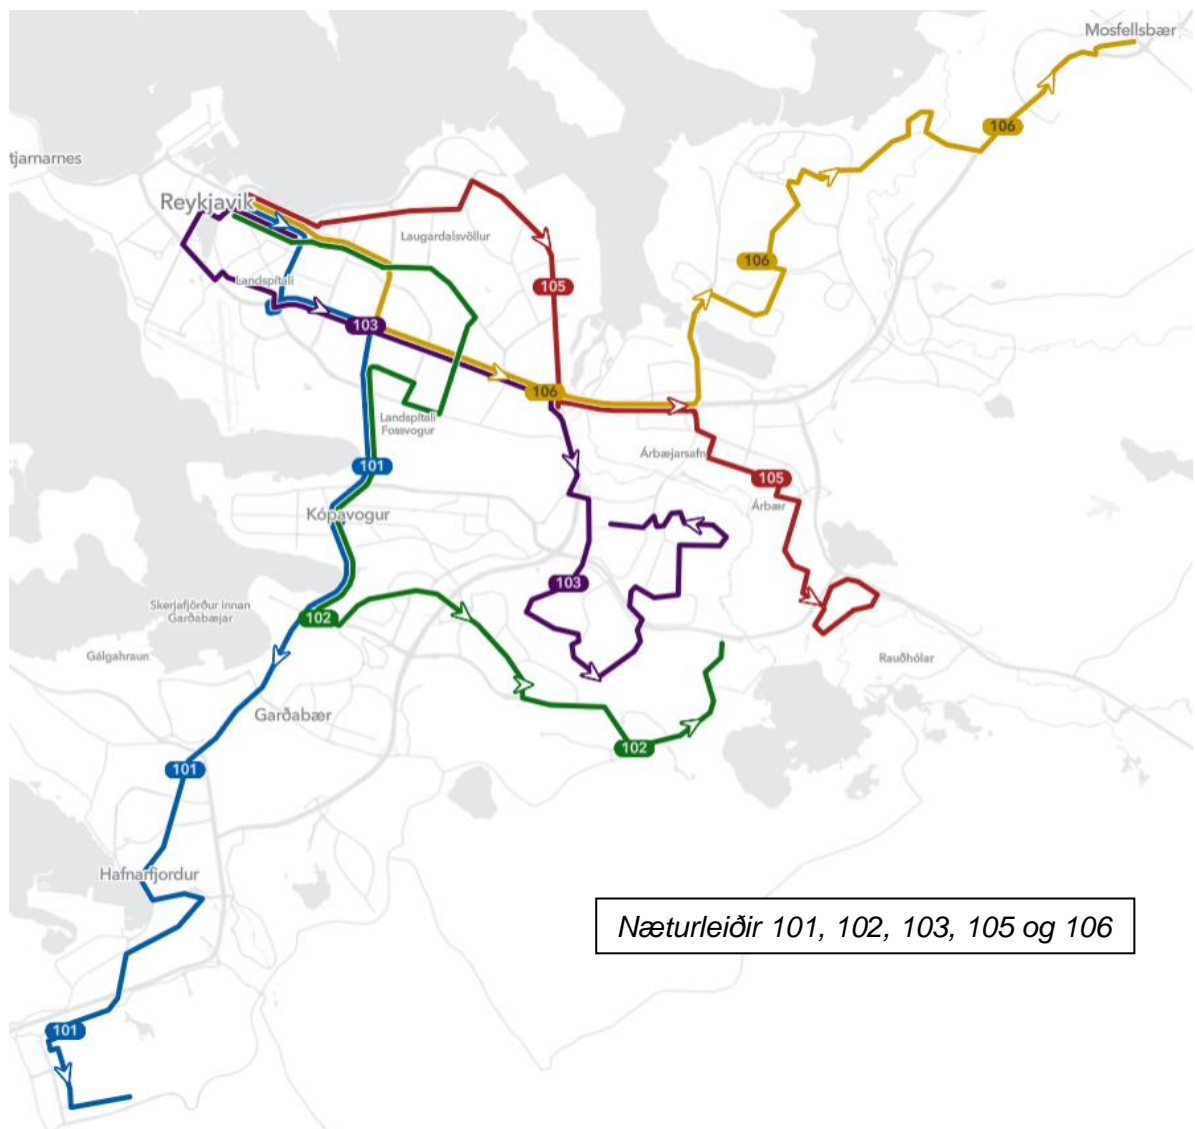 Mosfellsbær
106
tjarnarnes
Reykjavik
Laugardalsvöllur
106
Landspítali
105
103
106
Landspítali
Fossvogur
Árbæjarsafn
101
105
Árbær
Kópavogur
103
Skerjafjörður innan
Garðabæjar
102
Gálgahraun
Rauðhólar
Garðabær
102
101
Hafnarfjordur
Næturleiðir 101, 102, 103, 105 og 106
101